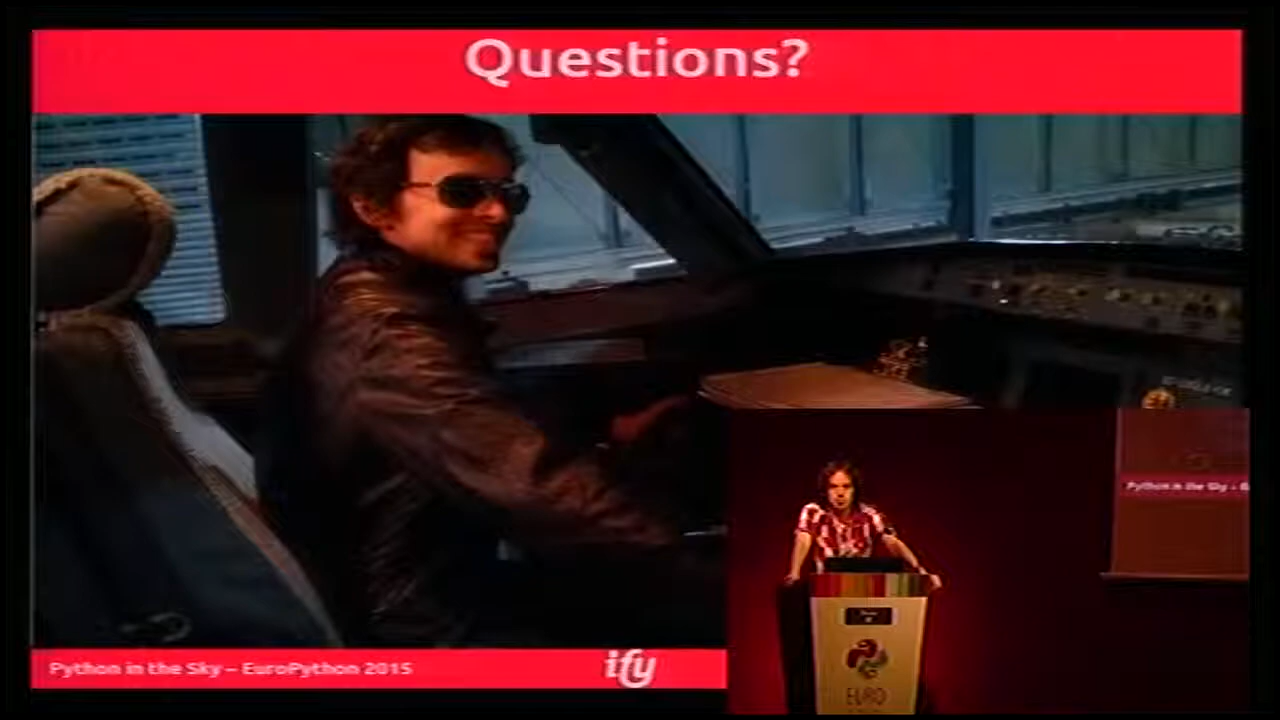 Questions?
Python in the Sky – EuroPython 2015
ify
Python in the Sky – E
EURO